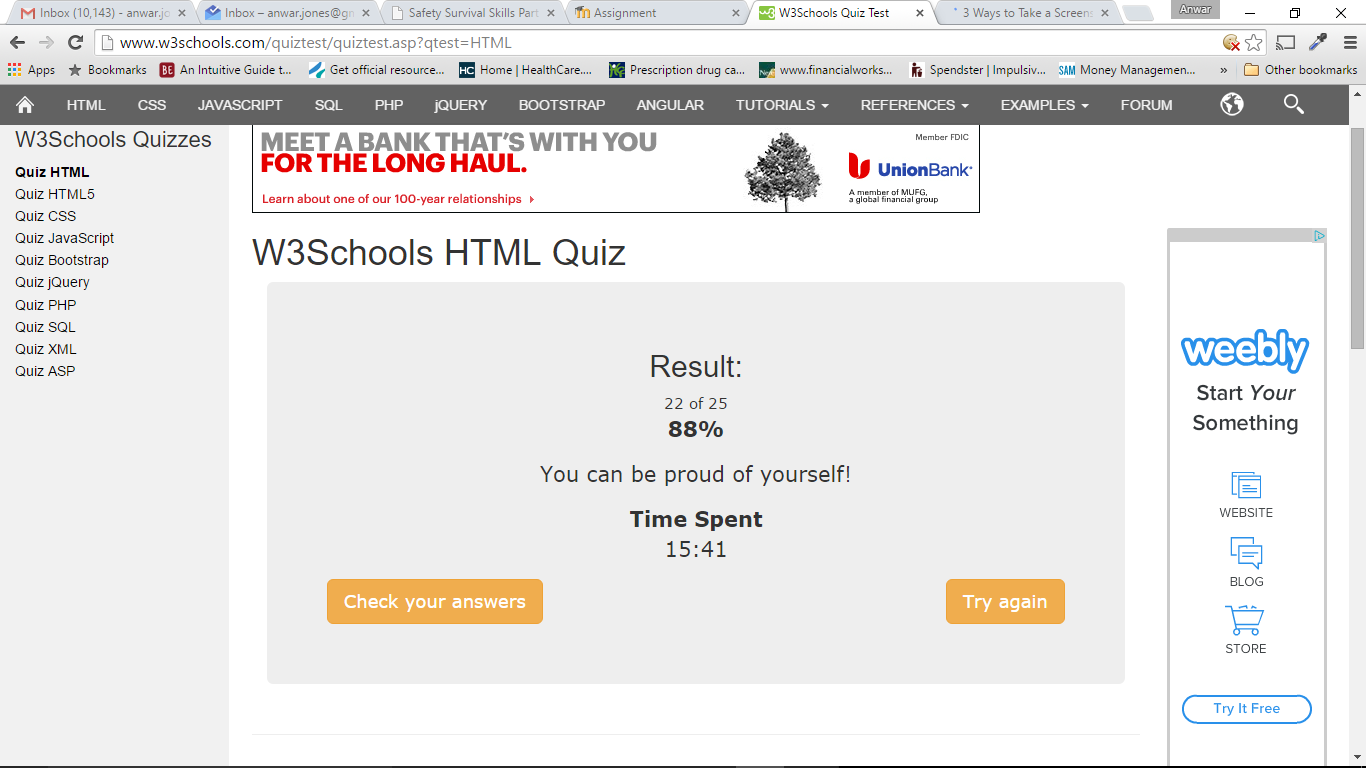 Inbox (10,143) - anwar.jo
Inbox – anwar.jones@gm
Safety Survival Skills Part
Assignment
W3Schools Quiz Test
3 Ways to Take a Screens
Anwar
www.w3schools.com/quiztest/quiztest.asp?qtest=HTML
Apps
Bookmarks
BE An Intuitive Guide t...
Get official resource...
HC Home | HealthCare....
Prescription drug ca...
www.financialworks...
Spendster | Impulsiv...
SAM Money Managemen...
»
Other bookmarks
HTML
CSS
JAVASCRIPT
SQL
PHP
jQUERY
BOOTSTRAP
ANGULAR
TUTORIALS
REFERENCES
EXAMPLES
FORUM
W3Schools Quizzes
Quiz HTML
Quiz HTML5
Quiz CSS
Quiz JavaScript
Quiz Bootstrap
Quiz jQuery
Quiz PHP
Quiz SQL
Quiz XML
Quiz ASP
MEET A BANK THAT'S WITH YOU
FOR THE LONG HAUL.
Learn about one of our 100-year relationships
Member FDIC
UnionBank
A member of MUFG,
a global financial group
W3Schools HTML Quiz
Result:
22 of 25
88%
You can be proud of yourself!
Time Spent
15:41
Check your answers
Try again
weebly
Start Your
Something
WEBSITE
BLOG
STORE
Try It Free